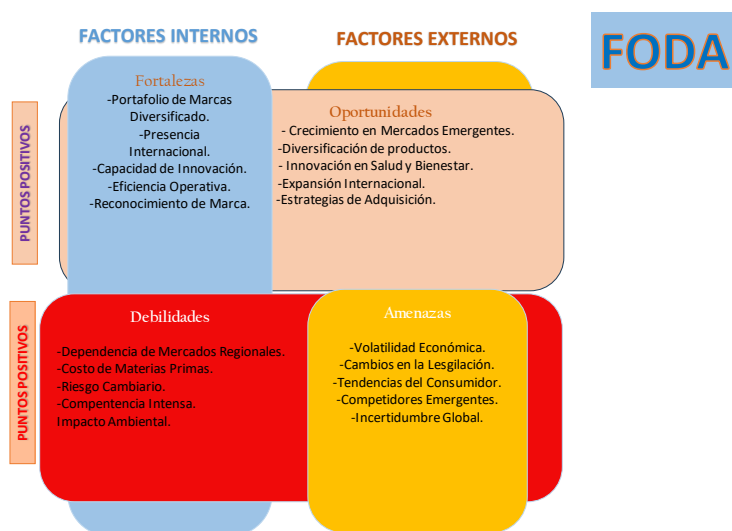 FACTORES INTERNOS
FACTORES EXTERNOS
FODA
PUNTOS POSITIVOS
Fortalezas
-Portafolio de Marcas
Diversificado.
-Presencia
Internacional.
-Capacidad de Innovación.
-Eficiencia Operativa.
-Reconocimiento de Marca.
Oportunidades
- Crecimiento en Mercados Emergentes.
-Diversificación de productos.
- Innovación en Salud y Bienestar.
-Expansión Internacional.
-Estrategias de Adquisición.
PUNTOS POSITIVOS
Debilidades
-Dependencia de Mercados Regionales.
-Costo de Materias Primas.
-Riesgo Cambiario.
-Compentencia Intensa.
Impacto Ambiental.
Amenazas
-Volatilidad Económica.
-Cambios en la Lesgilación.
-Tendencias del Consumidor.
-Competidores Emergentes.
-Incertidumbre Global.